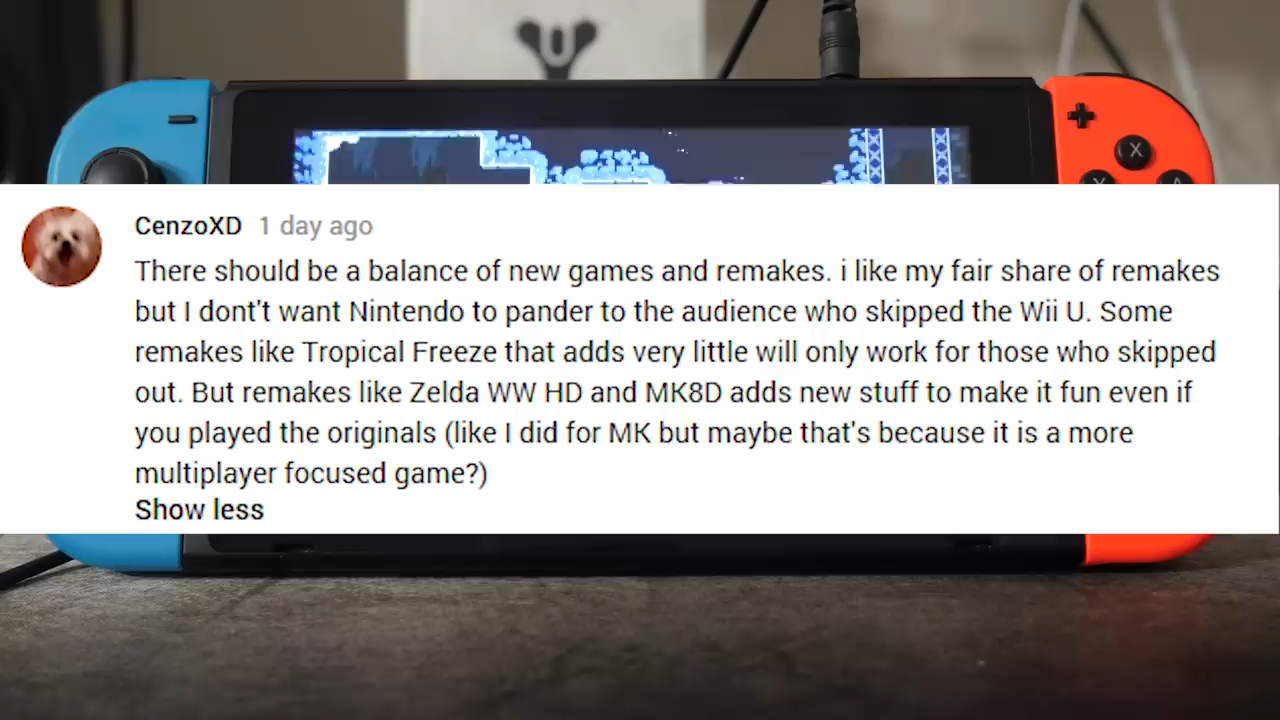 X
Y
A
CenzoXD 1 day ago
There should be a balance of new games and remakes. i like my fair share of remakes
but I dont't want Nintendo to pander to the audience who skipped the Wii U. Some
remakes like Tropical Freeze that adds very little will only work for those who skipped
out. But remakes like Zelda WW HD and MK8D adds new stuff to make it fun even if
you played the originals (like I did for MK but maybe that's because it is a more
multiplayer focused game?)
Show less